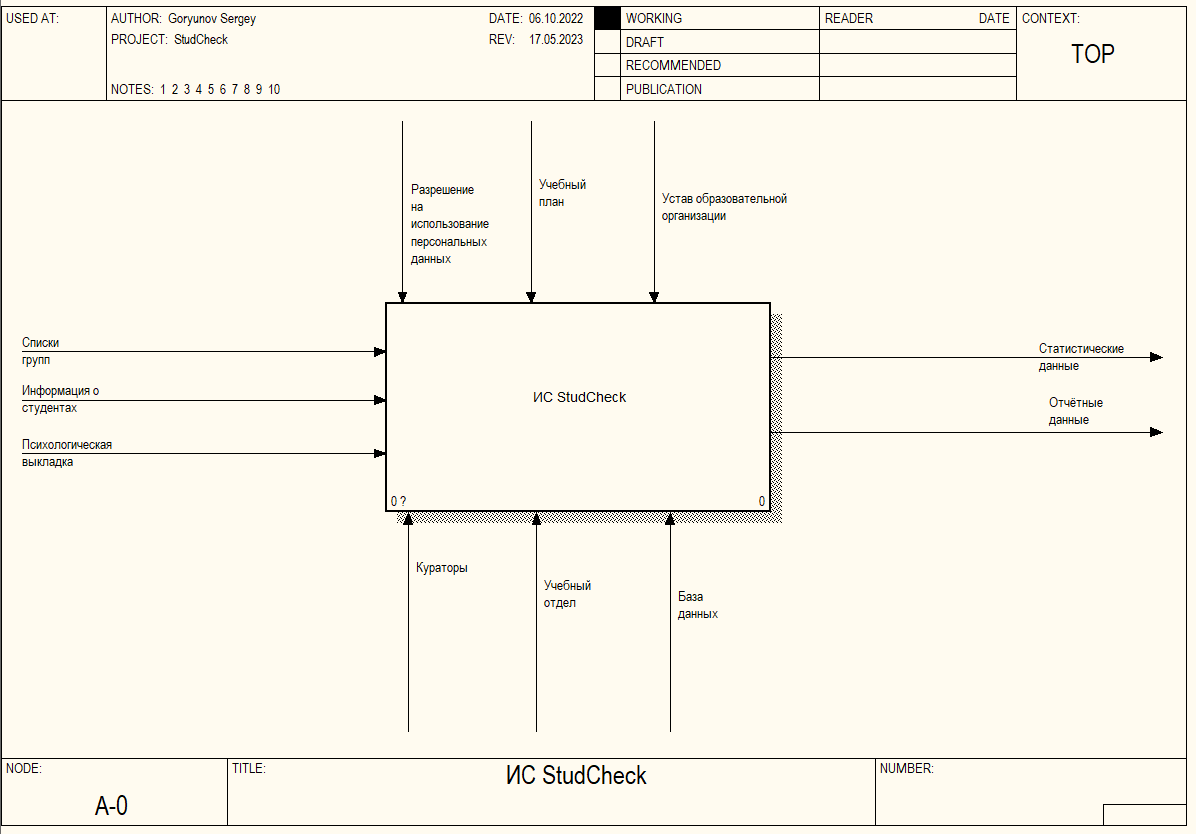 USED AT:
AUTHOR: Goryunov Sergey
DATE: 06.10.2022
WORKING
READER
DATE
CONTEXT:
PROJECT: StudCheck
REV: 17.05.2023
DRAFT
TOP
RECOMMENDED
NOTES: 1 2 3 4 5 6 7 8 9 10
PUBLICATION
Разрешение
на
использование
персональных
данных
Учебный
план
Устав образовательной
организации
Списки
групп
Информация о
студентах
Психологическая
выкладка
ИС StudCheck
0 ?
0
Статистические
данные
Отчётные
данные
Кураторы
Учебный
отдел
База
данных
NODE:
A-0
TITLE:
ИС StudCheck
NUMBER: